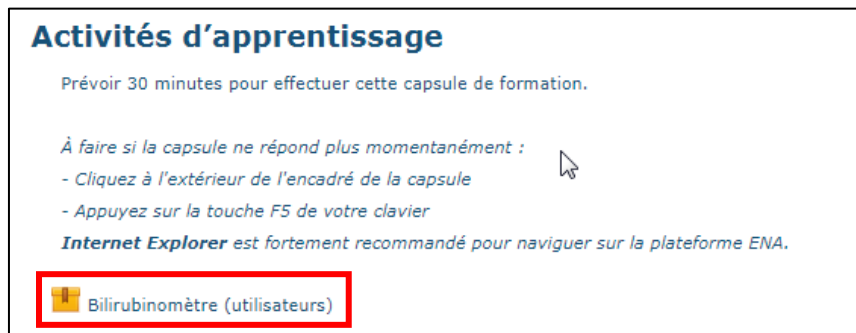 Activités d’apprentissage
Prévoir 30 minutes pour effectuer cette capsule de formation.
À faire si la capsule ne répond plus momentanément :
- Cliquez à l'extérieur de l'encadré de la capsule
- Appuyez sur la touche F5 de votre clavier
Internet Explorer est fortement recommandé pour naviguer sur la plateforme ENA.
Bilirubinomètre (utilisateurs)